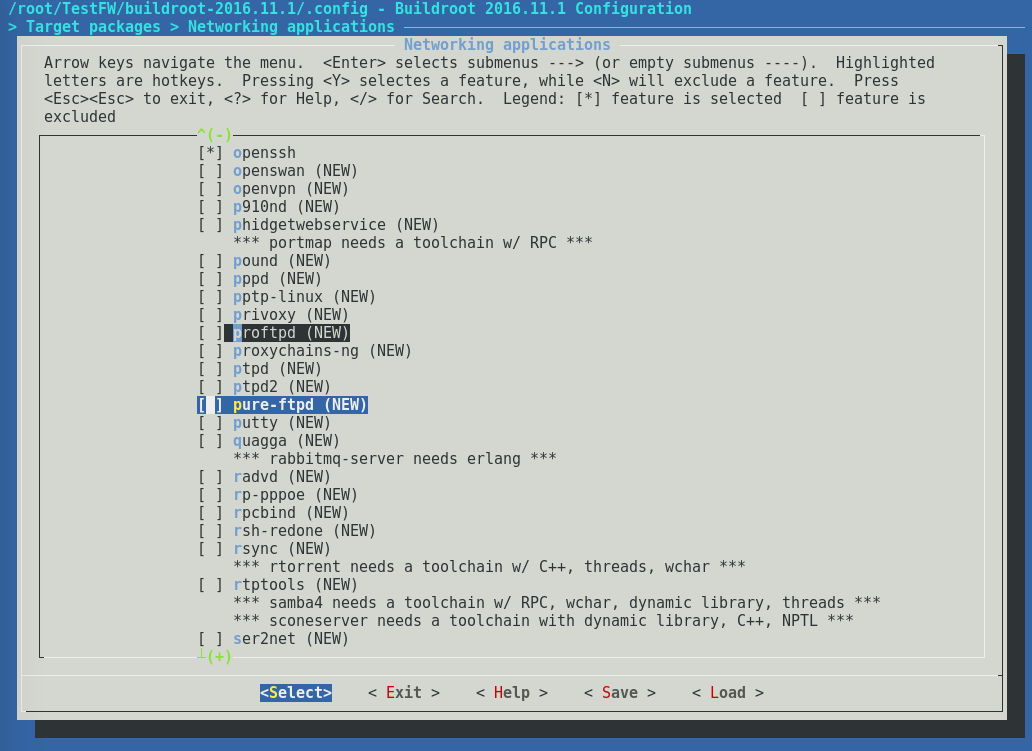 /root/TestFW/buildroot-2016.11.1/.config - Buildroot 2016.11.1 Configuration
> Target packages > Networking applications
Networking applications
Arrow keys navigate the menu.  <Enter> selects submenus ---> (or empty submenus ----).  Highlighted
letters are hotkeys.  Pressing <Y> selectes a feature, while <N> will exclude a feature.  Press
<Esc><Esc> to exit, <?> for Help, </> for Search.  Legend: [*] feature is selected  [ ] feature is
excluded
^(-)
[*] openssh
[ ] openswan (NEW)
[ ] openvpn (NEW)
[ ] p910nd (NEW)
[ ] phidgetwebservice (NEW)
*** portmap needs a toolchain w/ RPC ***
[ ] pound (NEW)
[ ] pppd (NEW)
[ ] pptp-linux (NEW)
[ ] privoxy (NEW)
[ ] proftpd (NEW)
[ ] proxychains-ng (NEW)
[ ] ptpd (NEW)
[ ] ptpd2 (NEW)
[ ] pure-ftpd (NEW)
[ ] putty (NEW)
[ ] quagga (NEW)
*** rabbitmq-server needs erlang ***
[ ] radvd (NEW)
[ ] rp-pppoe (NEW)
[ ] rpcbind (NEW)
[ ] rsh-redone (NEW)
[ ] rsync (NEW)
*** rtorrent needs a toolchain w/ C++, threads, wchar ***
[ ] rtptools (NEW)
*** samba4 needs a toolchain w/ RPC, wchar, dynamic library, threads ***
*** sconeserver needs a toolchain with dynamic library, C++, NPTL ***
[ ] ser2net (NEW)
┴(+)
<Select>    < Exit >    < Help >    < Save >    < Load >